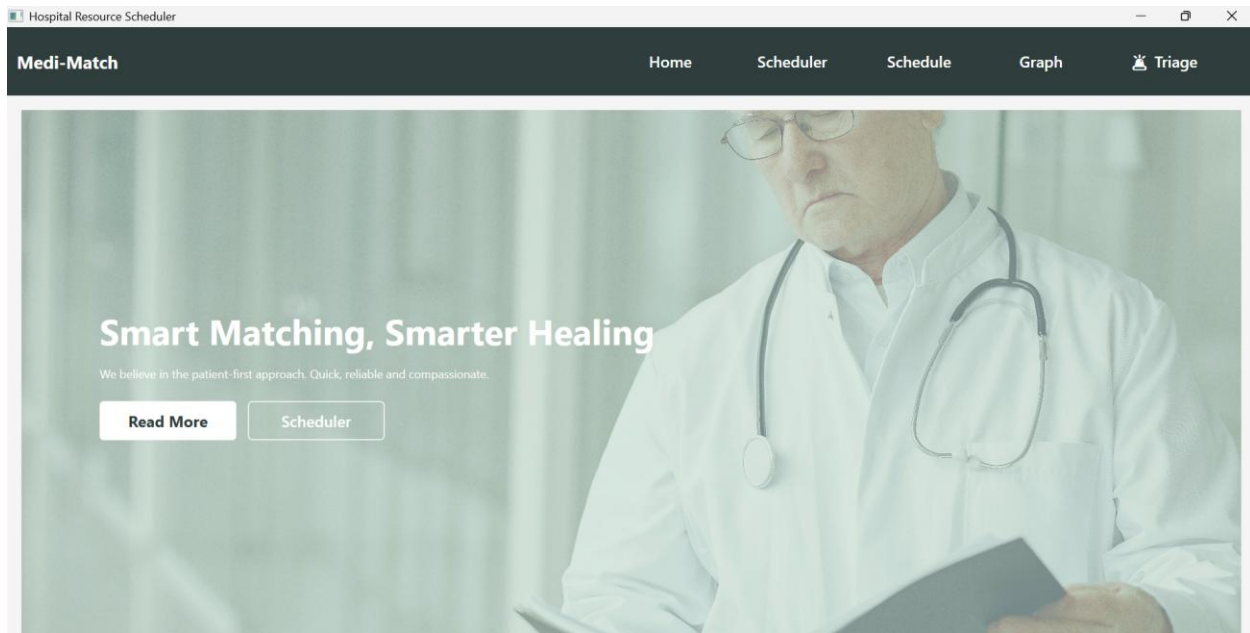 Hospital Resource Scheduler
Medi-Match Home Scheduler Schedule Graph Triage
Smart Matching, Smarter Healing
We believe in the patient-first approach. Quick, reliable and compassionate.
Read More Scheduler